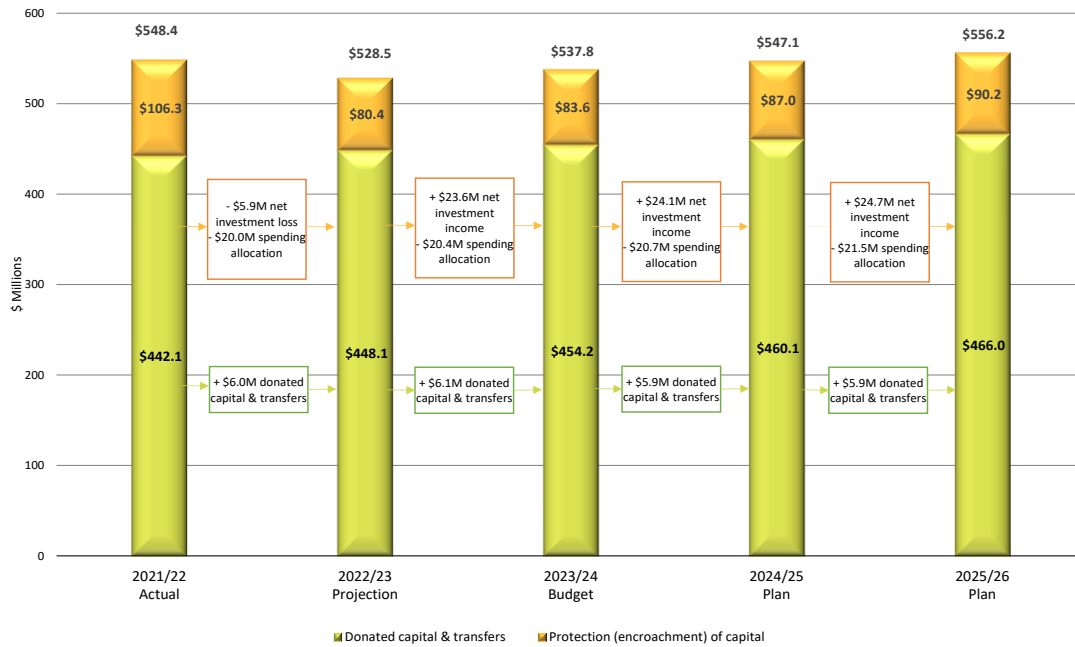 $ Millions
600
500
400
300
200
100
0
$548.4
$528.5
$537.8
$547.1
$556.2
$106.3
$80.4
$83.6
$87.0
$90.2
- $5.9M net
investment loss
- $20.0M spending
allocation
+ $23.6M net
investment
income
- $20.4M spending
allocation
+ $24.1M net
investment
income
- $20.7M spending
allocation
+ $24.7M net
investment
income
- $21.5M spending
allocation
$442.1
$448.1
$454.2
$460.1
$466.0
+ $6.0M donated
capital & transfers
+ $6.1M donated
capital & transfers
+ $5.9M donated
capital & transfers
+ $5.9M donated
capital & transfers
2021/22
Actual
2022/23
Projection
2023/24
Budget
2024/25
Plan
2025/26
Plan
Donated capital & transfers
Protection (encroachment) of capital